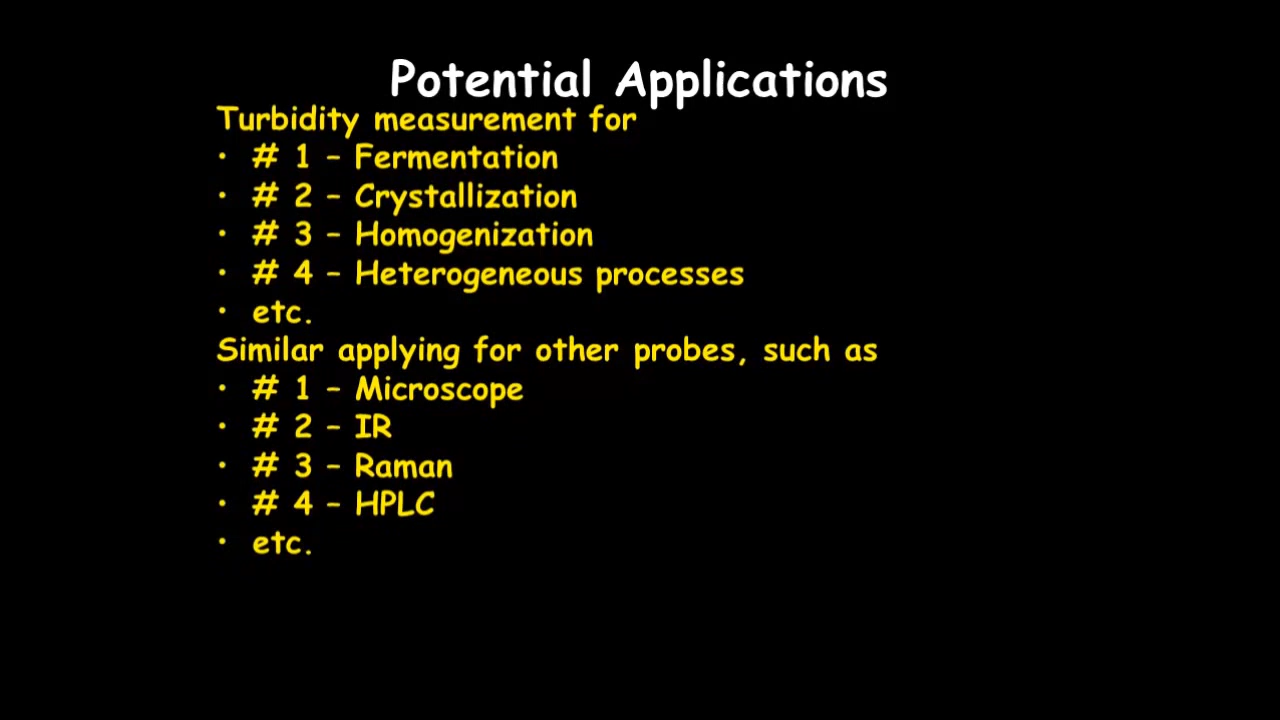 Potential Applications
Turbidity measurement for
• # 1 – Fermentation
• # 2 – Crystallization
• # 3 – Homogenization
• # 4 – Heterogeneous processes
• etc.
Similar applying for other probes, such as
• # 1 – Microscope
• # 2 – IR
• # 3 – Raman
• # 4 – HPLC
• etc.